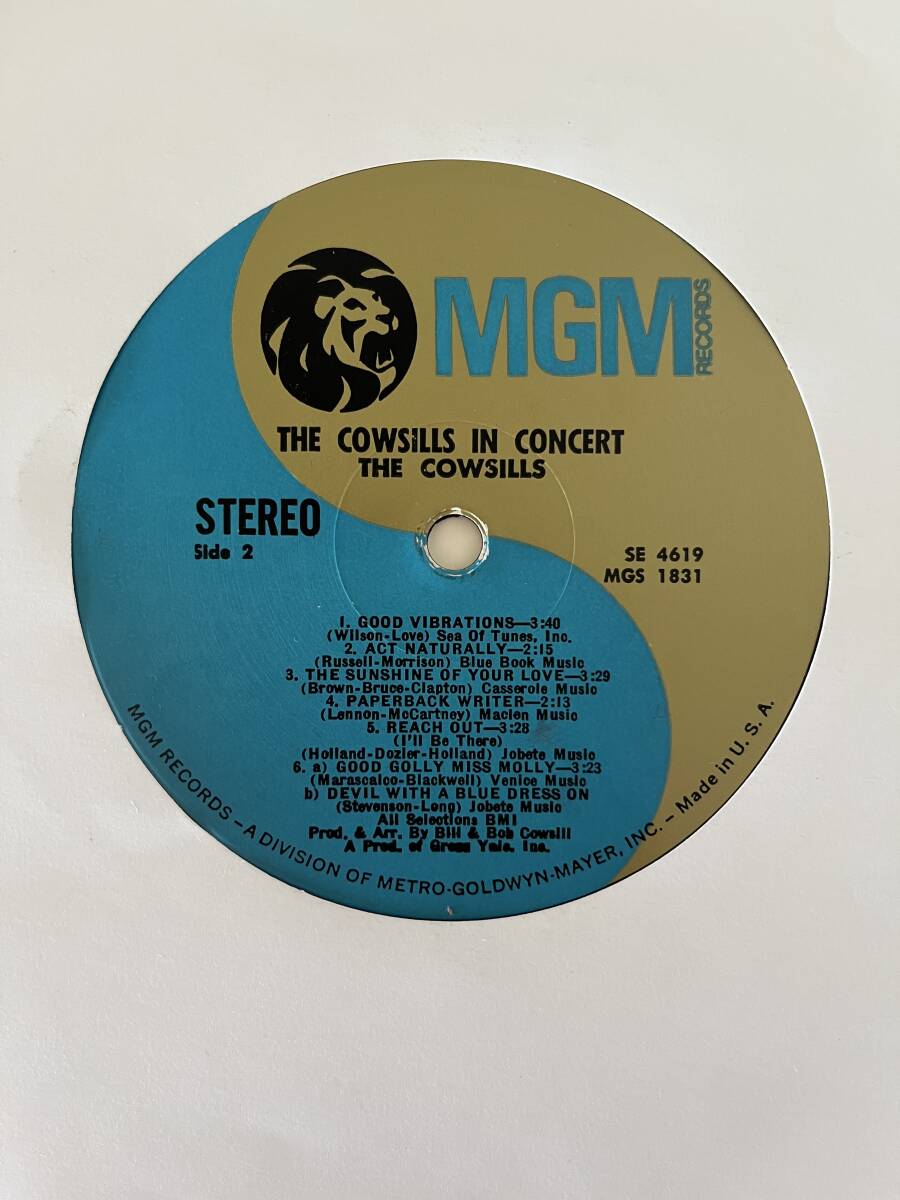 MGM
RECORDS
THE COWSILLS IN CONCERT
THE COWSILLS
STEREO
Side 2
SE 4619
MGS 1831
1. GOOD VIBRATIONS—3:40
(Wilson-Love) Sea Of Tunes, Inc.
2. ACT NATURALLY—2:15
(Russell-Morrison) Blue Book Music
3. THE SUNSHINE OF YOUR LOVE—3:29
(Brown-Bruce-Clapton) Casserole Music
4. PAPERBACK WRITER—2:13
(Lennon-McCartney) Maclen Music
5. REACH OUT—3:28
(I'll Be There)
(Holland-Dozier-Holland) Jobete Music
6. a) GOOD GOLLY MISS MOLLY—3:23
(Marascalco-Blackwell) Venice Music
b) DEVIL WITH A BLUE DRESS ON
(Stevenson-Long) Jobete Music
All Selections BMI
Prod. & Arr. By Bill & Bob Cowsill
A Prod. of Gregg Yale, Inc.
MGM RECORDS – A DIVISION OF METRO-GOLDWYN-MAYER, INC. – Made in U. S. A.